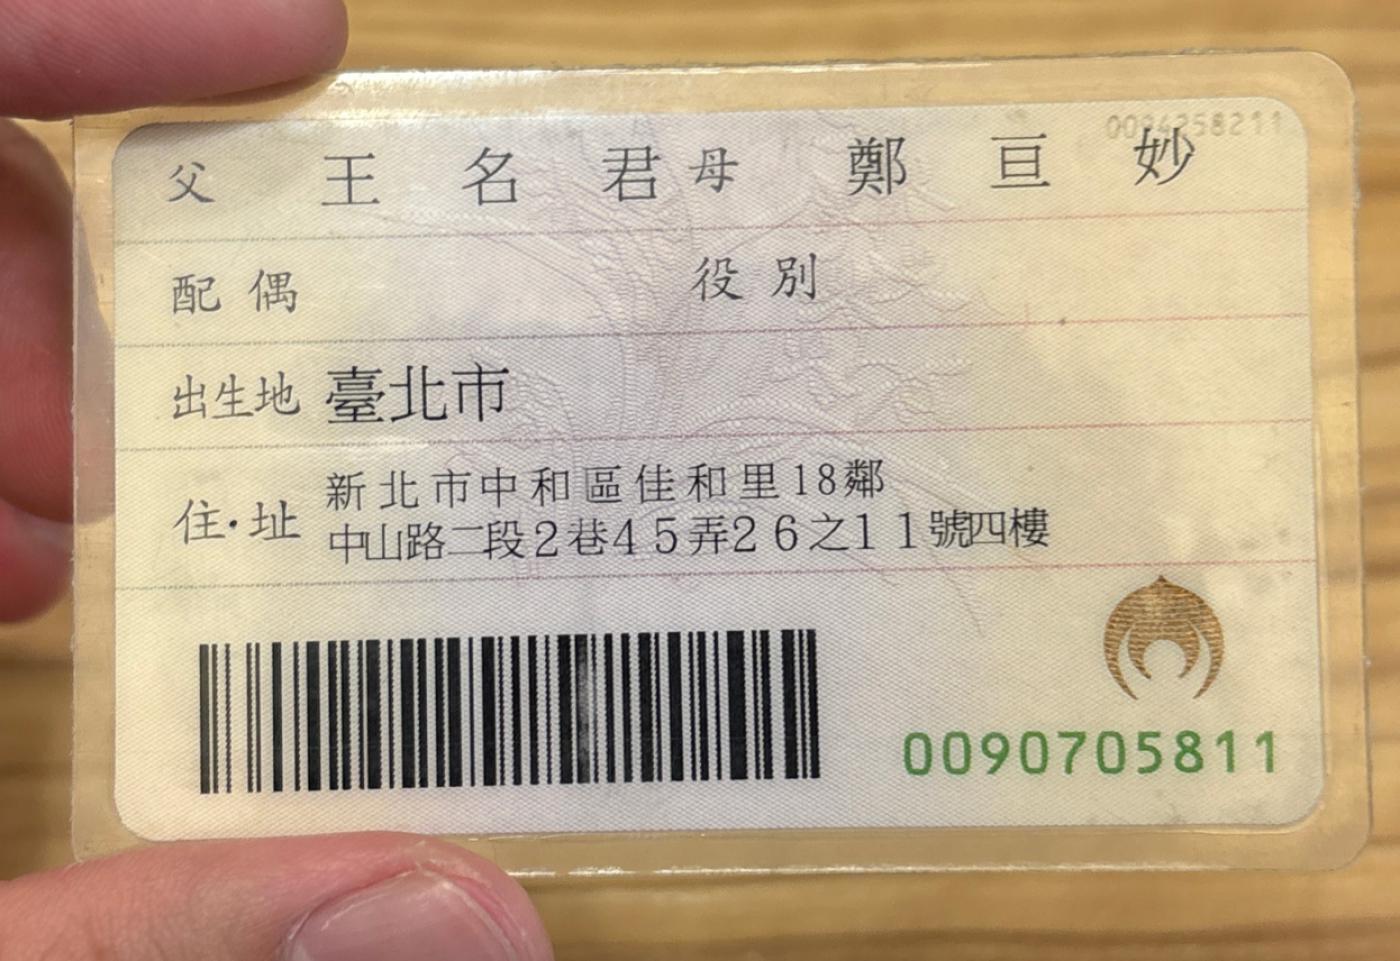 0094258211
父 王名君 母 鄭亘妙
配偶 役別
出生地 臺北市
住址 新北市中和區佳和里18鄰
中山路二段2巷45弄26之11號四樓
0090705811